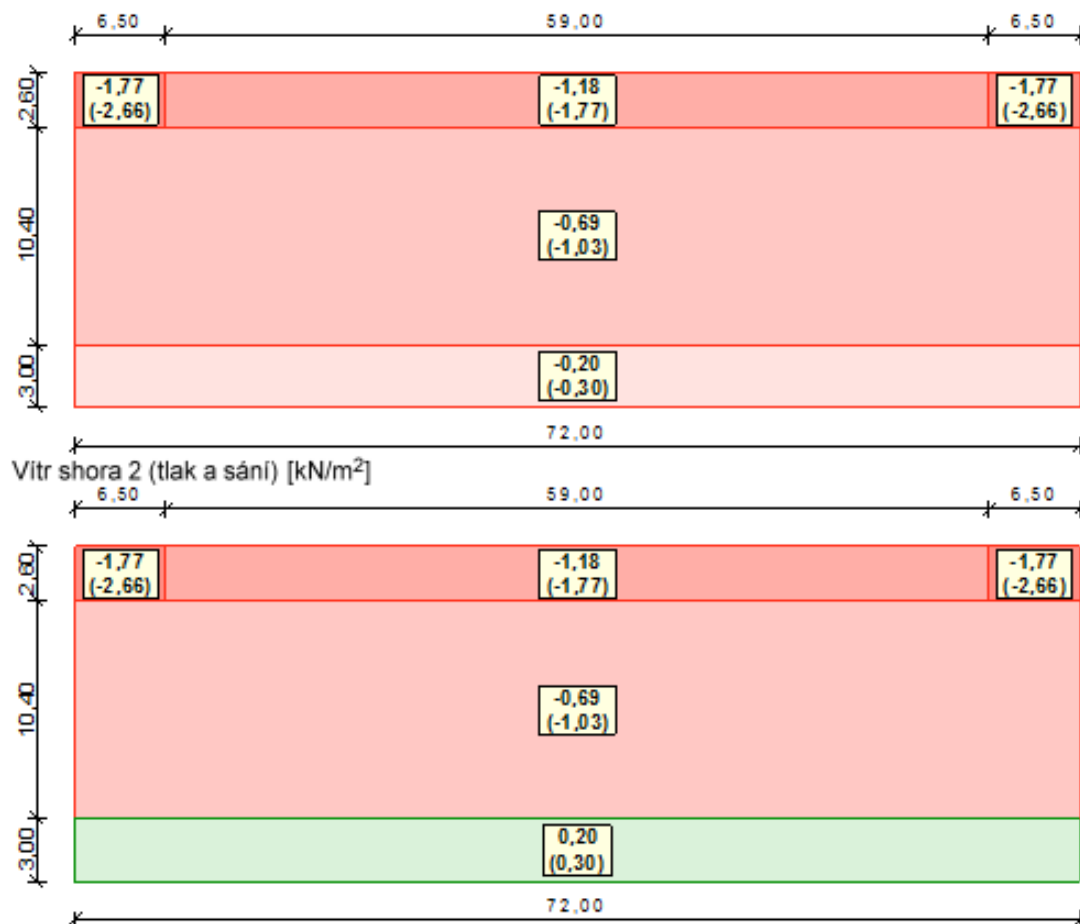 6,50 59,00 6,50
2,60
-1,77 -1,18 -1,77
(-2,66) (-1,77) (-2,66)
10,40
-0,69
(-1,03)
3,00
-0,20
(-0,30)
72,00
Vítr shora 2 (tlak a sání) [kN/m²]
6,50 59,00 6,50
2,60
-1,77 -1,18 -1,77
(-2,66) (-1,77) (-2,66)
10,40
-0,69
(-1,03)
3,00
0,20
(0,30)
72,00